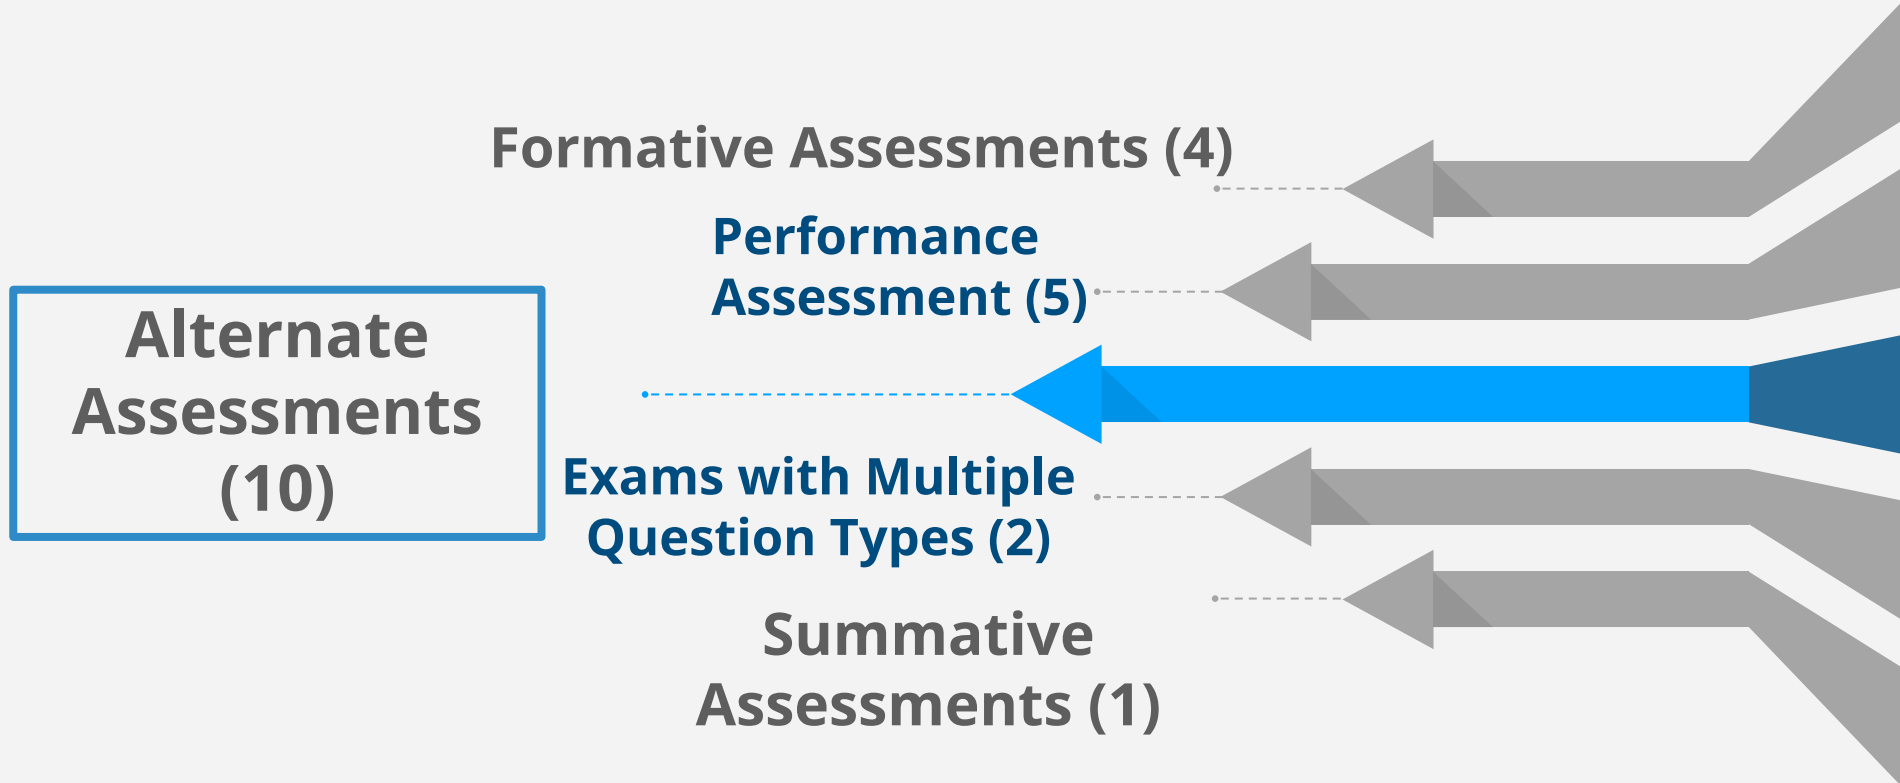 Formative Assessments (4)
Performance
Assessment (5)
Alternate
Assessments
(10)
Exams with Multiple
Question Types (2)
Summative
Assessments (1)